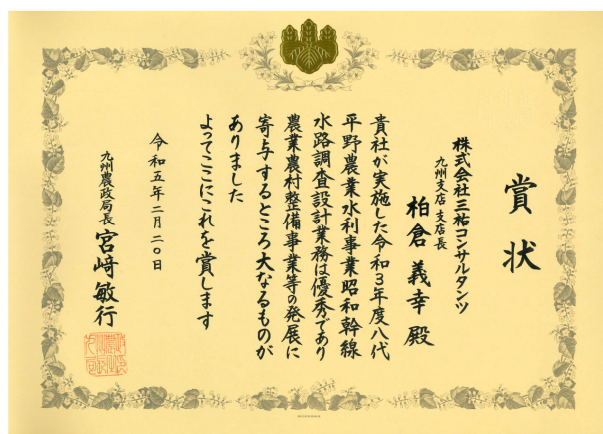 賞状
株式会社三祐コンサルタンツ
九州支店 支店長
柏倉義幸 殿
貴社が実施した令和3年度八代
平野農業水利事業昭和幹線
水路調査設計業務は優秀であり
農業農村整備事業等の発展に
寄与するところ大なるものが
ありました
よってここにこれを賞します
令和五年二月二〇日
九州農政局長 宮﨑敏行